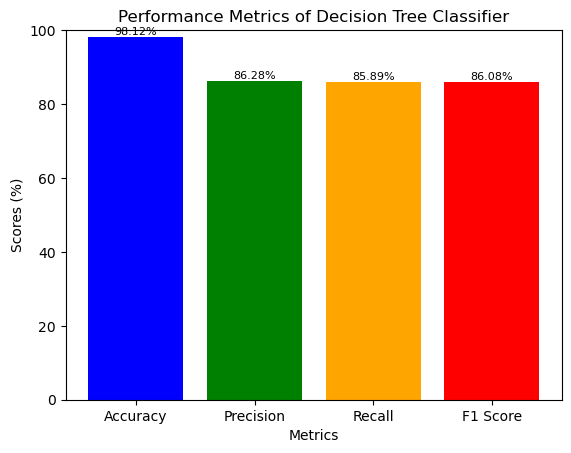 Performance Metrics of Decision Tree Classifier
100
80
60
40
20
0
Scores (%)
98.12%
86.28%
85.89%
86.08%
Accuracy
Precision
Recall
F1 Score
Metrics